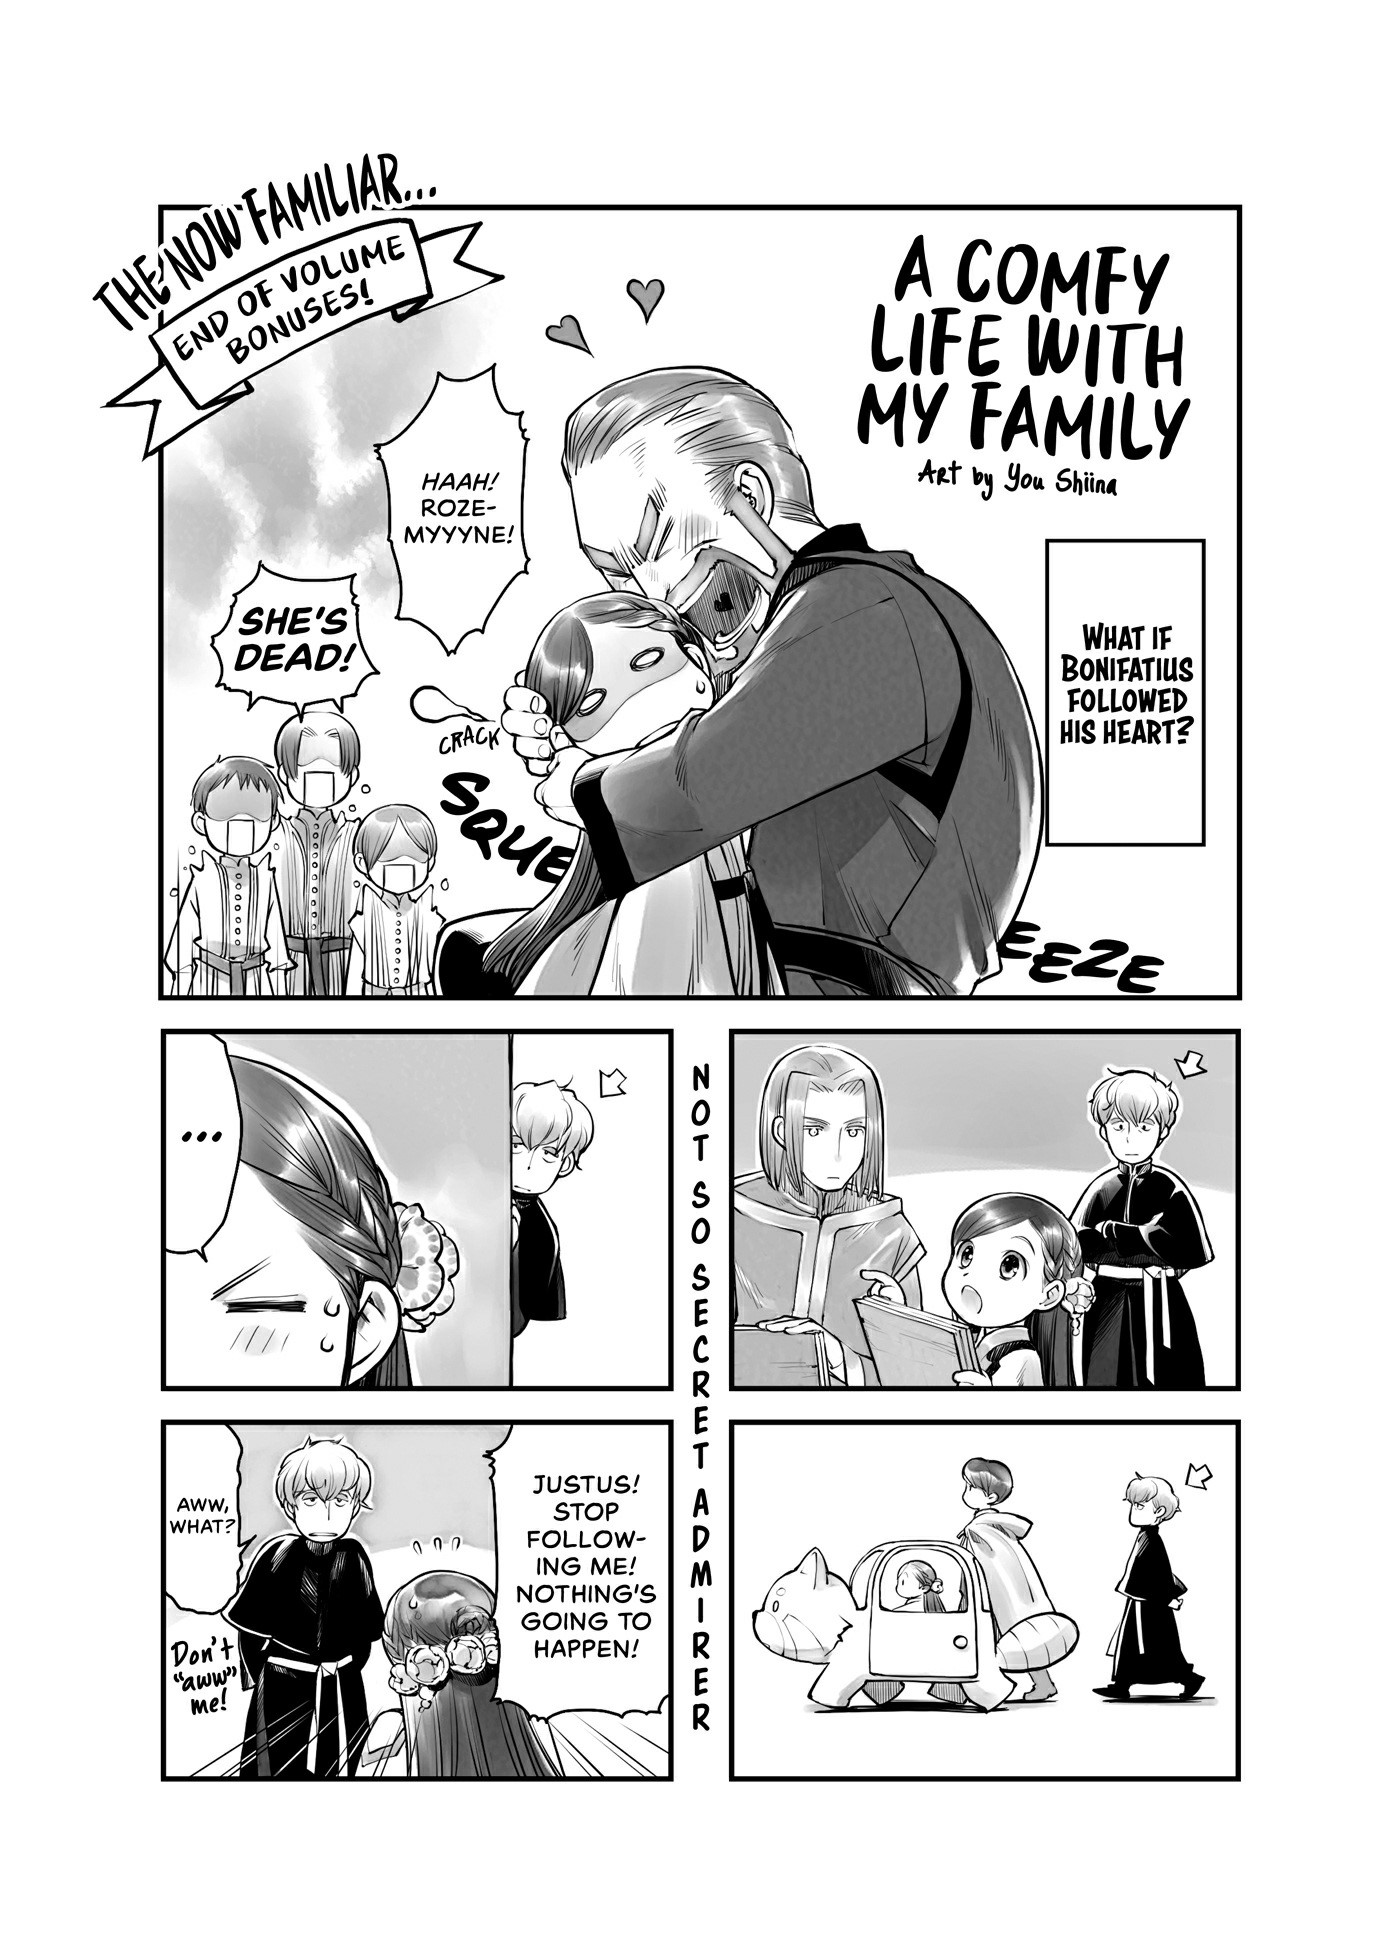 THE NOW FAMILIAR...
END OF VOLUME
BONUSES!
A COMFY
LIFE WITH
MY FAMILY
Art by You Shiina
WHAT IF
BONIFATIUS
FOLLOWED
HIS HEART?
HAAH!
ROZE-
MYYYNE!
SHE'S
DEAD!
CRACK
SQUE
EEZE
NOT SO SECRET ADMIRER
...
JUSTUS!
STOP
FOLLOW-
ING ME!
NOTHING'S
GOING TO
HAPPEN!
AWW,
WHAT?
Don't
"aww"
me!